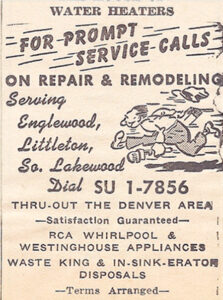 WATER HEATERS
FOR PROMPT
SERVICE CALLS
ON REPAIR & REMODELING
Serving
Englewood,
Littleton,
So. Lakewood
Dial SU 1-7856
THRU-OUT THE DENVER AREA
—Satisfaction Guaranteed—
RCA WHIRLPOOL &
WESTINGHOUSE APPLIANCES
WASTE KING & IN-SINK-ERATOR
DISPOSALS
—Terms Arranged—